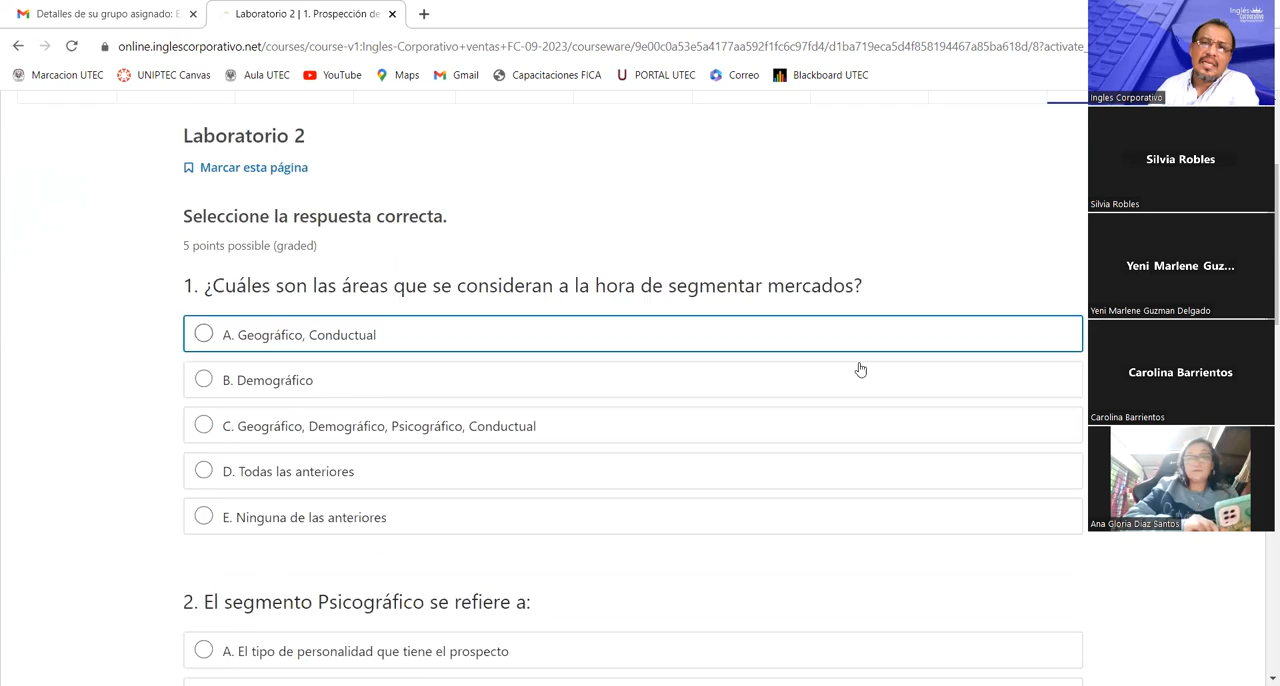 Detalles de su grupo asignado: E
Laboratorio 2 | 1. Prospección de
online.inglescorporativo.net/courses/course-v1:Ingles-Corporativo+ventas+FC-09-2023/courseware/9e00c0a53e5a4177aa592f1fc6c97fd4/d1ba719eca5d4f858194467a85ba618d/8?activate_
Marcacion UTEC
UNIPTEC Canvas
Aula UTEC
YouTube
Maps
Gmail
Capacitaciones FICA
PORTAL UTEC
Correo
Blackboard UTEC
Laboratorio 2
Marcar esta página
Seleccione la respuesta correcta.
5 points possible (graded)
1. ¿Cuáles son las áreas que se consideran a la hora de segmentar mercados?
A. Geográfico, Conductual
B. Demográfico
C. Geográfico, Demográfico, Psicográfico, Conductual
D. Todas las anteriores
E. Ninguna de las anteriores
2. El segmento Psicográfico se refiere a:
A. El tipo de personalidad que tiene el prospecto
Inglés
Corporativo
Ingles Corporativo
Silvia Robles
Silvia Robles
Yeni Marlene Guz...
Yeni Marlene Guzman Delgado
Carolina Barrientos
Carolina Barrientos
Ana Gloria Diaz Santos